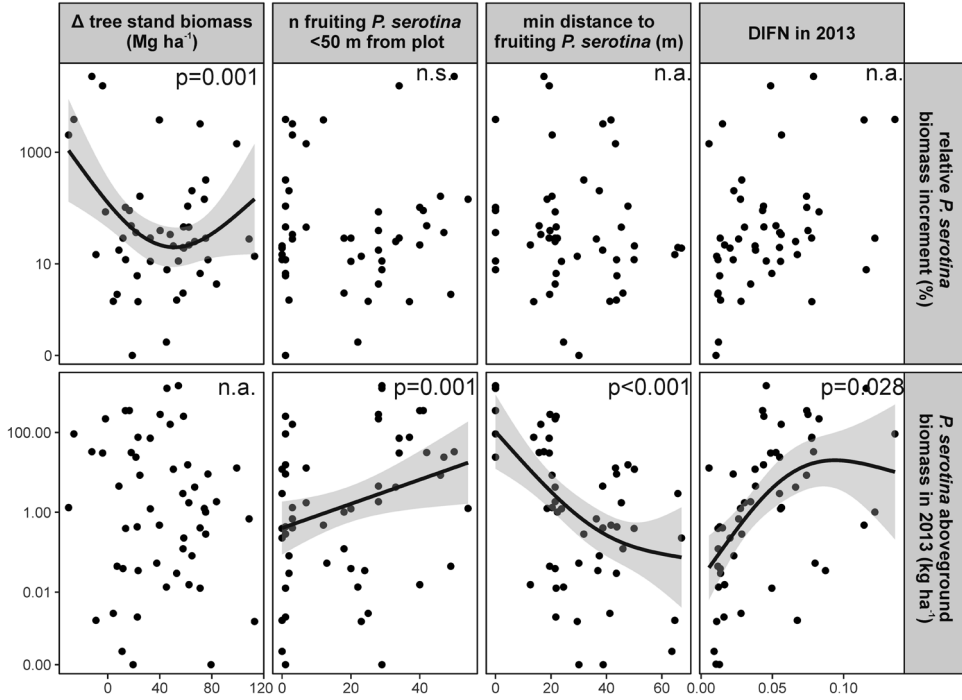 Δ tree stand biomass
(Mg ha⁻¹)
n fruiting P. serotina
<50 m from plot
min distance to
fruiting P. serotina (m)
DIFN in 2013
p=0.001
n.s.
n.a.
n.a.
1000
10
0
relative P. serotina
biomass increment (%)
n.a.
p=0.001
p<0.001
p=0.028
100.00
1.00
0.01
0.00
P. serotina aboveground
biomass in 2013 (kg ha⁻¹)
0 40 80 120
0 20 40
0 20 40 60
0.00 0.05 0.10